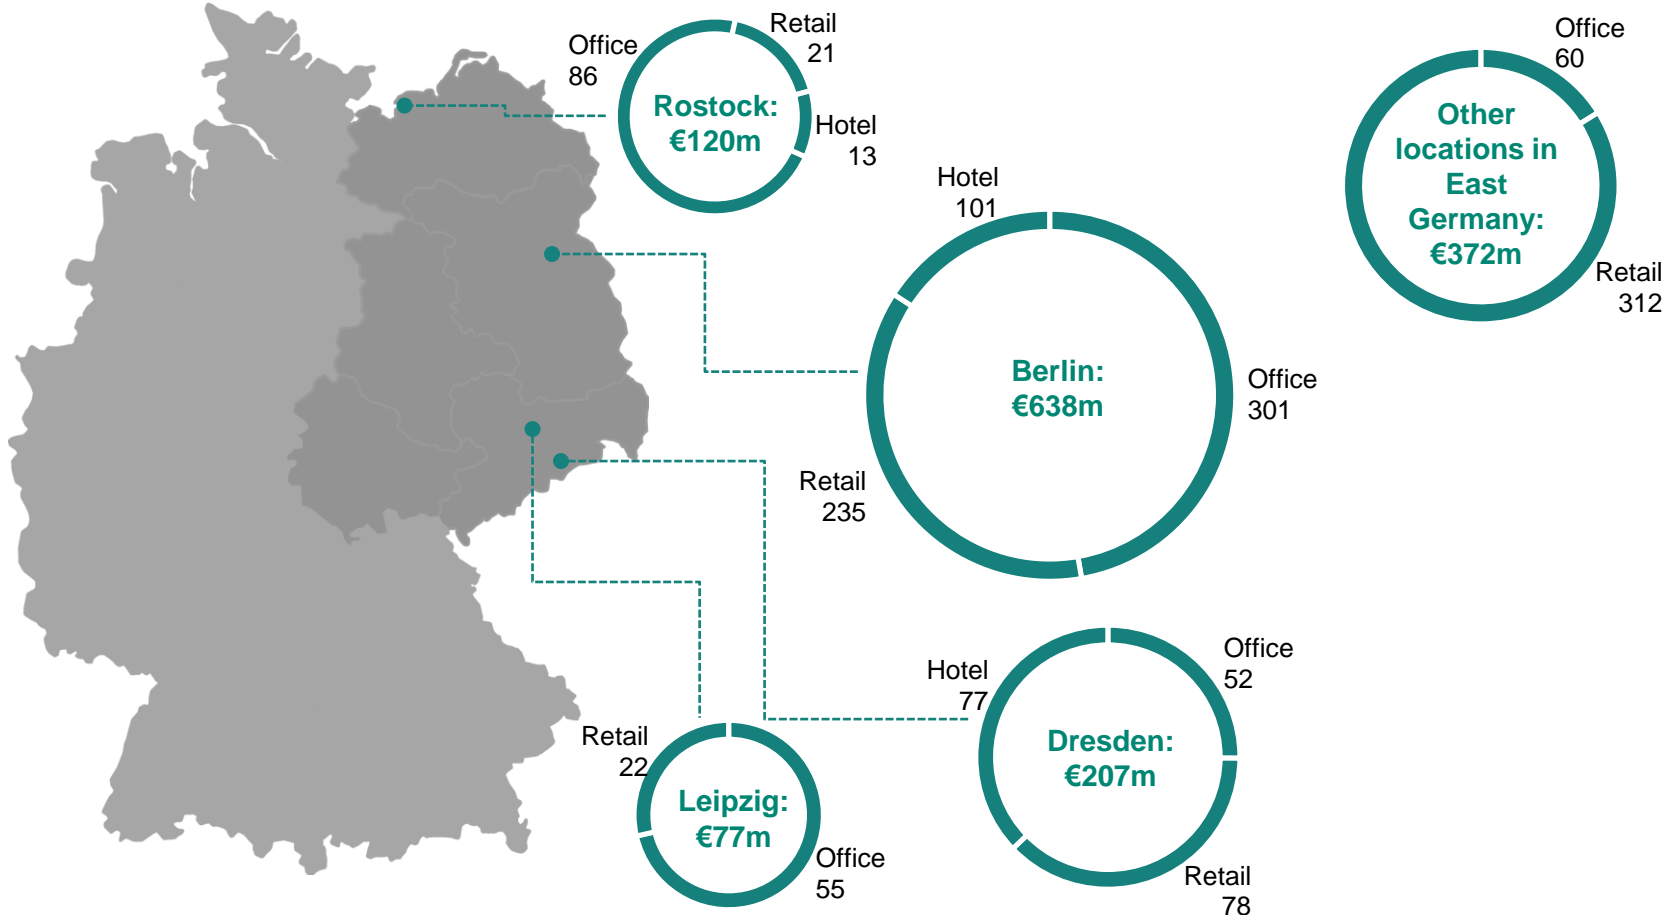 Office
86
Retail
21
Hotel
13
Rostock:
€120m
Office
60
Retail
312
Other
locations in
East
Germany:
€372m
Hotel
101
Office
301
Retail
235
Berlin:
€638m
Hotel
77
Office
52
Retail
78
Dresden:
€207m
Retail
22
Office
55
Leipzig:
€77m